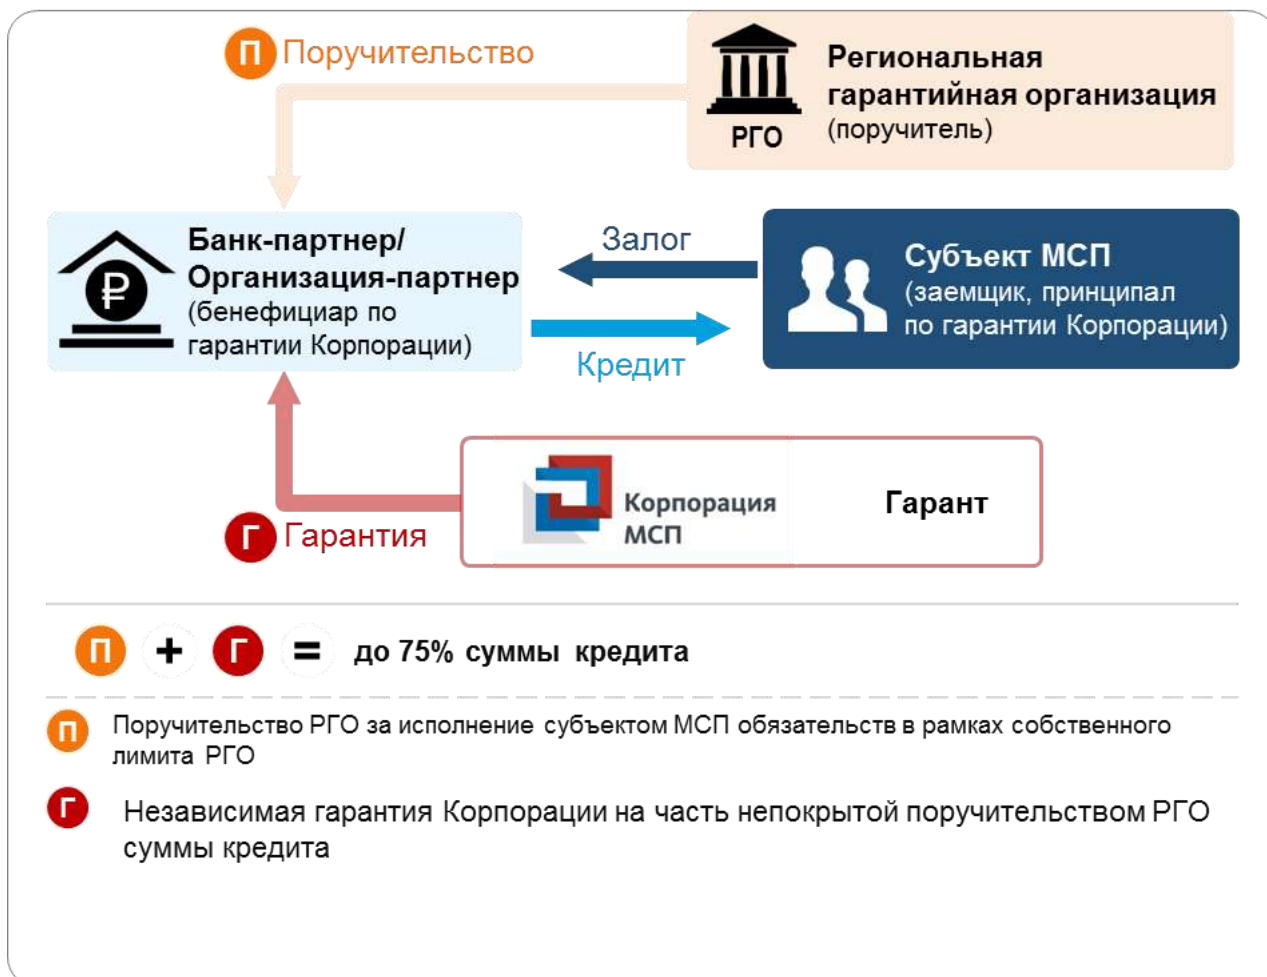 П Поручительство
Региональная
гарантийная организация
(поручитель)
РГО
Банк-партнер/
Организация-партнер
(бенефициар по
гарантии Корпорации)
₽
Залог
Кредит
Субъект МСП
(заемщик, принципал
по гарантии Корпорации)
Корпорация
МСП
Гарант
Г Гарантия
П + Г = до 75% суммы кредита
П Поручительство РГО за исполнение субъектом МСП обязательств в рамках собственного
лимита РГО
Г Независимая гарантия Корпорации на часть непокрытой поручительством РГО
суммы кредита